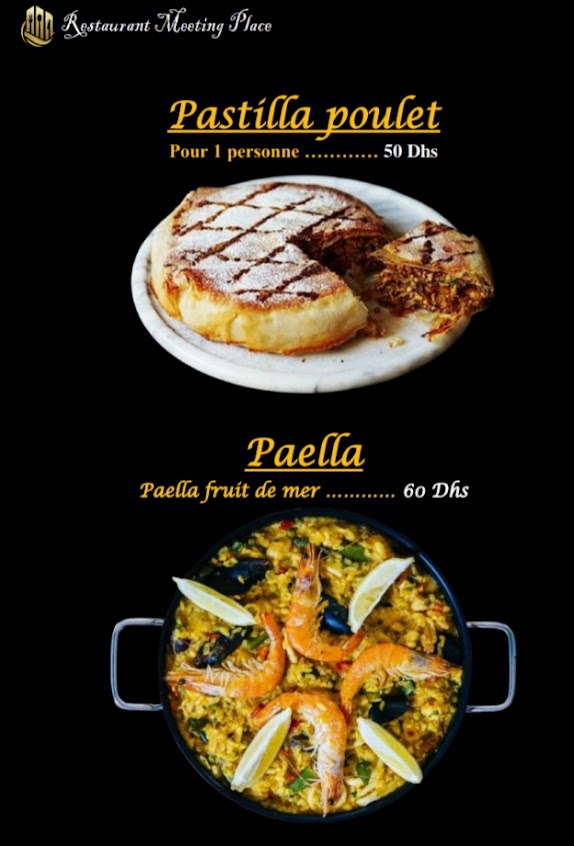 Restaurant Meeting Place
Pastilla poulet
Pour 1 personne ............ 50 Dhs
Paella
Paella fruit de mer ............ 60 Dhs